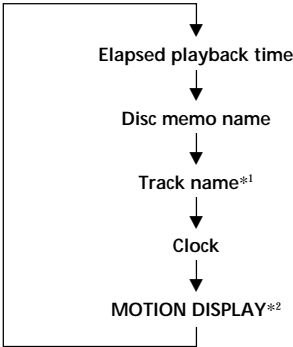 Elapsed playback time
Disc memo name
Track name*1
Clock
MOTION DISPLAY*2